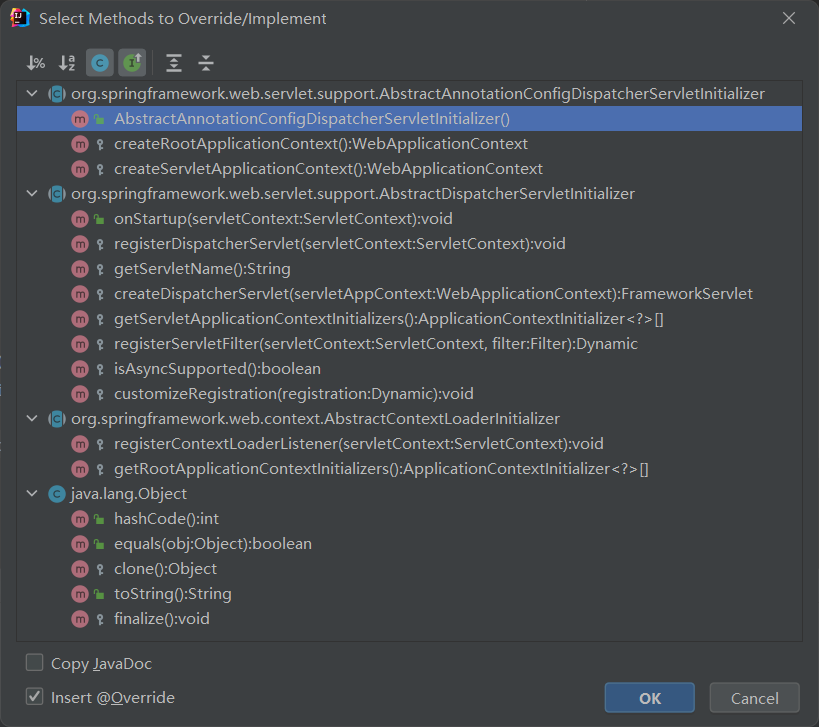 Select Methods to Override/Implement
org.springframework.web.servlet.support.AbstractAnnotationConfigDispatcherServletInitializer
AbstractAnnotationConfigDispatcherServletInitializer()
createRootApplicationContext():WebApplicationContext
createServletApplicationContext():WebApplicationContext
org.springframework.web.servlet.support.AbstractDispatcherServletInitializer
onStartup(servletContext:ServletContext):void
registerDispatcherServlet(servletContext:ServletContext):void
getServletName():String
createDispatcherServlet(servletAppContext:WebApplicationContext):FrameworkServlet
getServletApplicationContextInitializers():ApplicationContextInitializer<?>[]
registerServletFilter(servletContext:ServletContext, filter:Filter):Dynamic
isAsyncSupported():boolean
customizeRegistration(registration:Dynamic):void
org.springframework.web.context.AbstractContextLoaderInitializer
registerContextLoaderListener(servletContext:ServletContext):void
getRootApplicationContextInitializers():ApplicationContextInitializer<?>[]
java.lang.Object
hashCode():int
equals(obj:Object):boolean
clone():Object
toString():String
finalize():void
Copy JavaDoc
Insert @Override
OK
Cancel